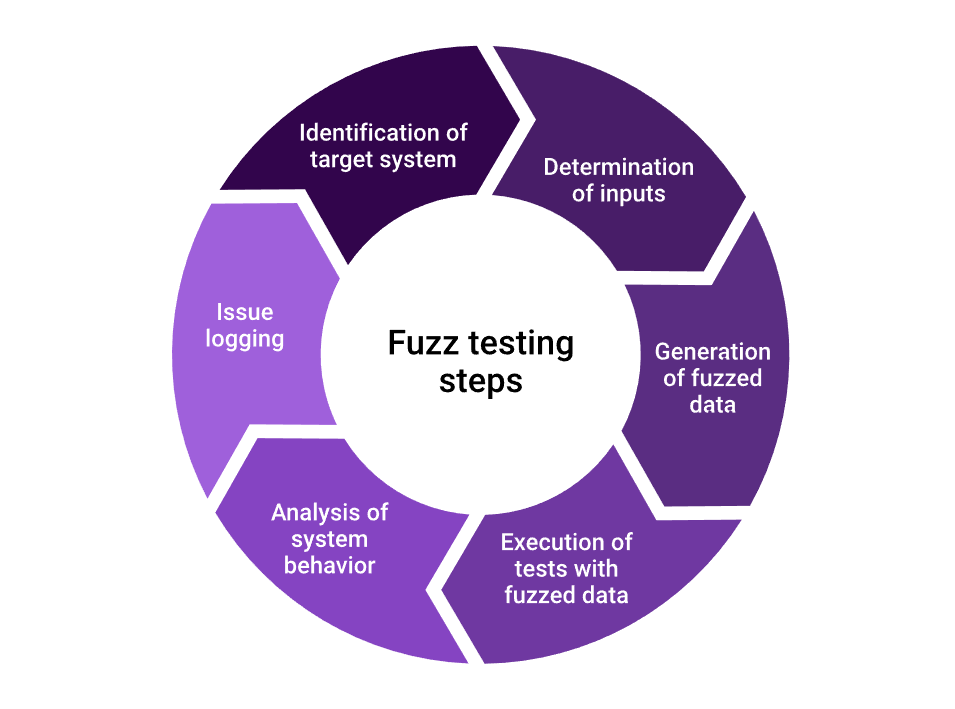 Fuzz testing
steps
Identification of
target system
Determination
of inputs
Generation
of fuzzed
data
Execution of
tests with
fuzzed data
Analysis of
system
behavior
Issue
logging